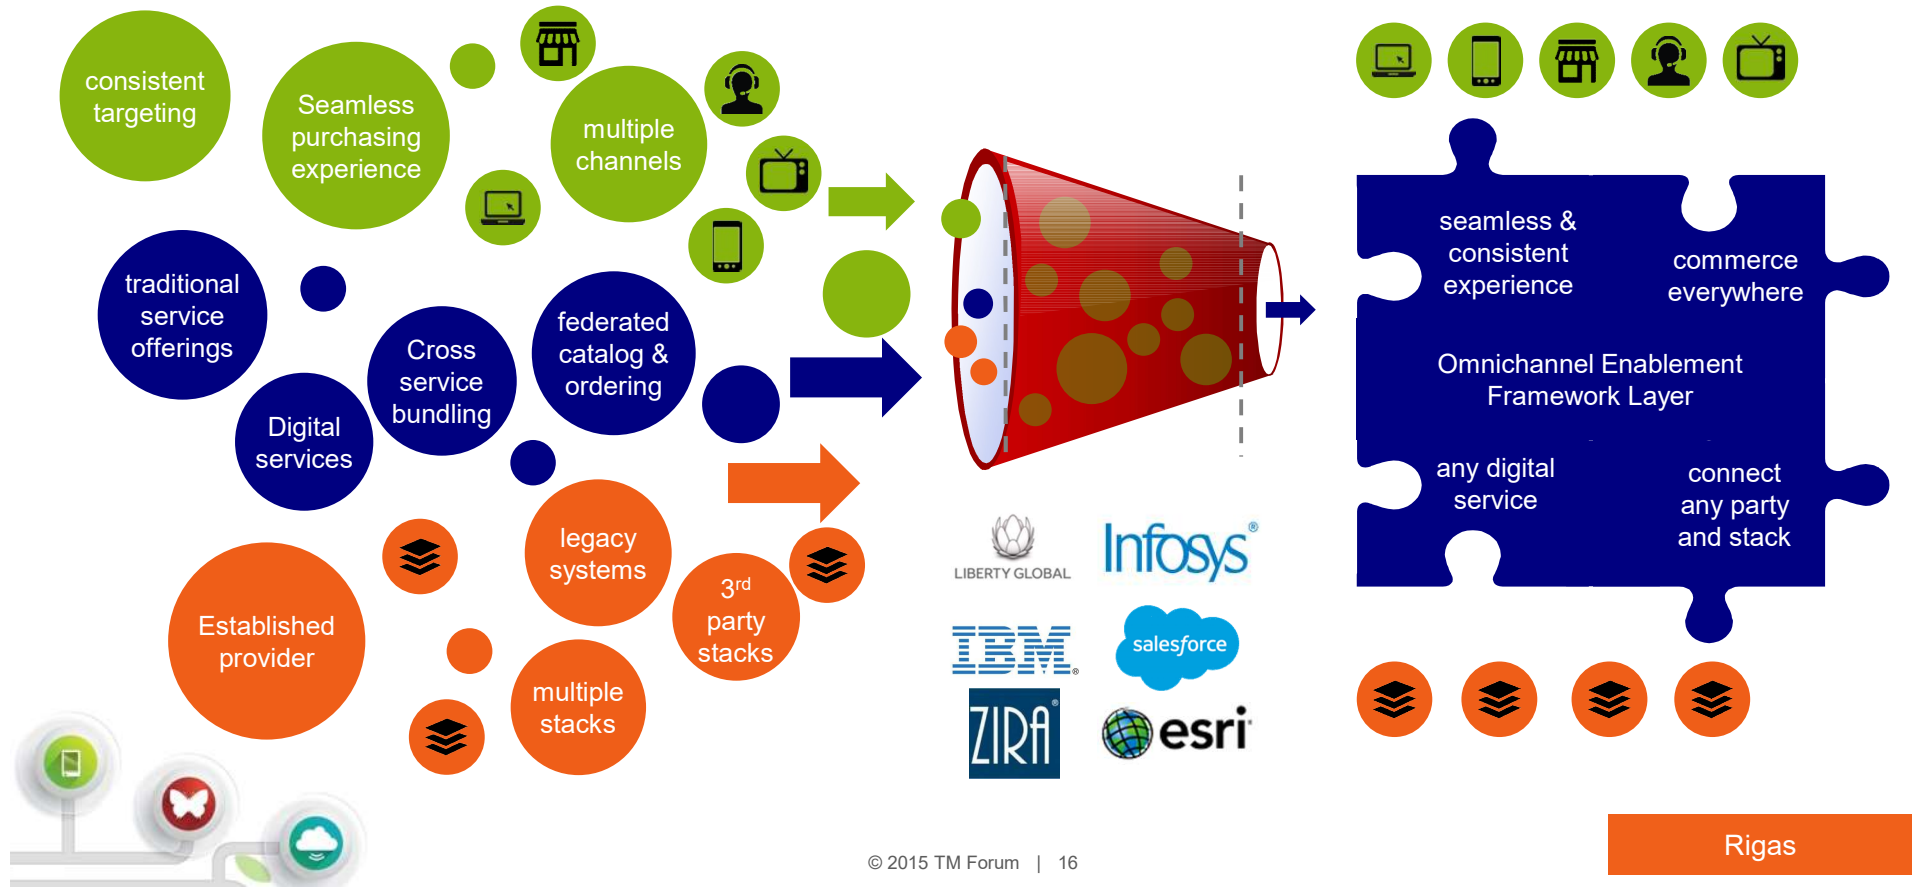 consistent
targeting
Seamless
purchasing
experience
multiple
channels
traditional
service
offerings
Digital
services
Cross
service
bundling
federated
catalog &
ordering
Established
provider
legacy
systems
3rd
party
stacks
multiple
stacks
LIBERTY GLOBAL
Infosys®
IBM®
salesforce
ZIRA®
esri
seamless &
consistent
experience
commerce
everywhere
Omnichannel Enablement
Framework Layer
any digital
service
connect
any party
and stack
© 2015 TM Forum | 16
Rigas